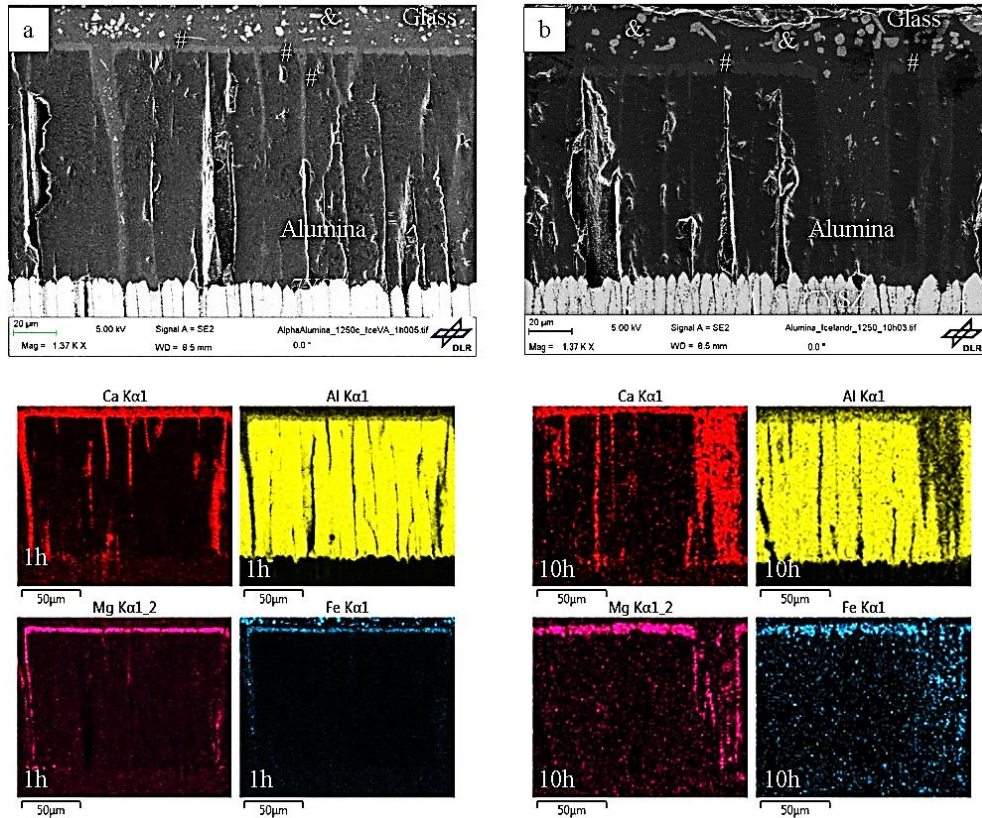 a
&
Glass
#
#
#
Alumina
20 µm
5.00 kV
Signal A = SE2
AlphaAlumina_1250c_IceVA_1h005.tif
Mag = 1.37 K X
WD = 6.5 mm
0.0 °
DLR
b
&
&
Glass
#
#
Alumina
7YSZ
20 µm
5.00 kV
Signal A = SE2
Alumina_Icelandr_1250_10h03.tif
Mag = 1.37 K X
WD = 6.5 mm
0.0 °
DLR
Ca Kα1
Al Kα1
1h
1h
50µm
50µm
Mg Kα1_2
Fe Kα1
1h
1h
50µm
50µm
Ca Kα1
Al Kα1
10h
10h
50µm
50µm
Mg Kα1_2
Fe Kα1
10h
10h
50µm
50µm